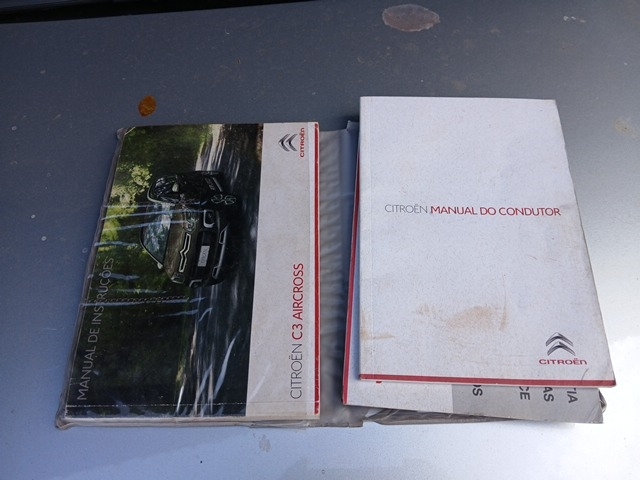 MANUAL DE INSTRUÇÕES
CITROËN C3 AIRCROSS
CITROËN
CITROËN MANUAL DO CONDUTOR
CITROËN